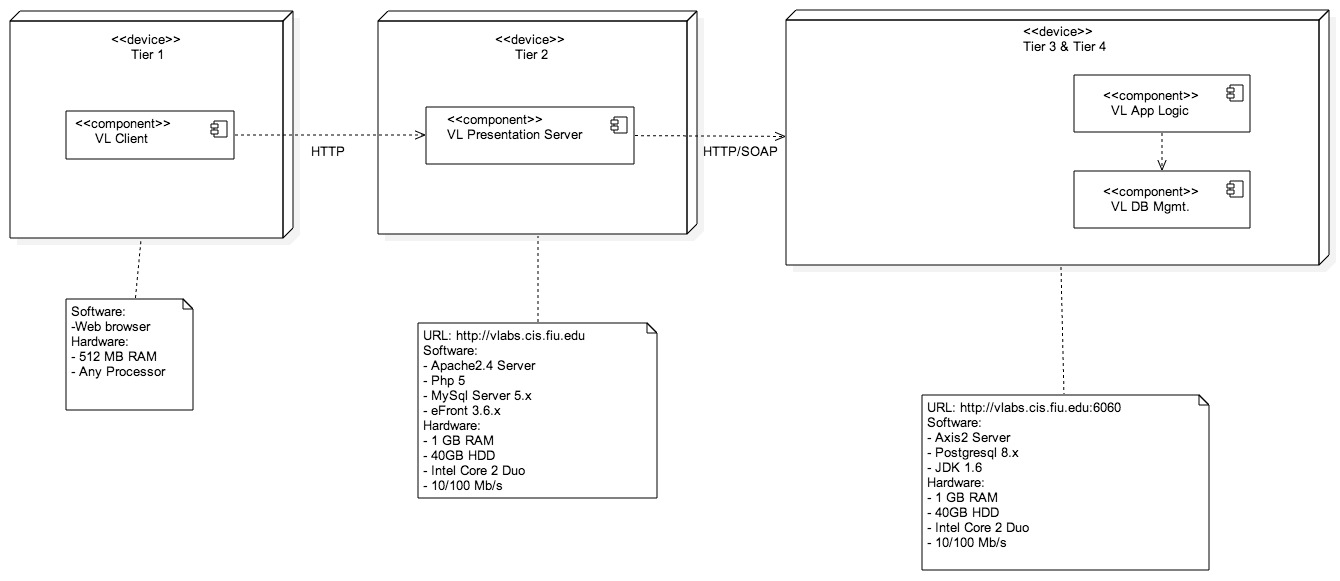 <<device>>
Tier 1
<<component>>
VL Client
HTTP
<<device>>
Tier 2
<<component>>
VL Presentation Server
HTTP/SOAP
<<device>>
Tier 3 & Tier 4
<<component>>
VL App Logic
<<component>>
VL DB Mgmt.
Software:
-Web browser
Hardware:
- 512 MB RAM
- Any Processor
URL: http://vlabs.cis.fiu.edu
Software:
- Apache2.4 Server
- Php 5
- MySql Server 5.x
- eFront 3.6.x
Hardware:
- 1 GB RAM
- 40GB HDD
- Intel Core 2 Duo
- 10/100 Mb/s
URL: http://vlabs.cis.fiu.edu:6060
Software:
- Axis2 Server
- Postgresql 8.x
- JDK 1.6
Hardware:
- 1 GB RAM
- 40GB HDD
- Intel Core 2 Duo
- 10/100 Mb/s